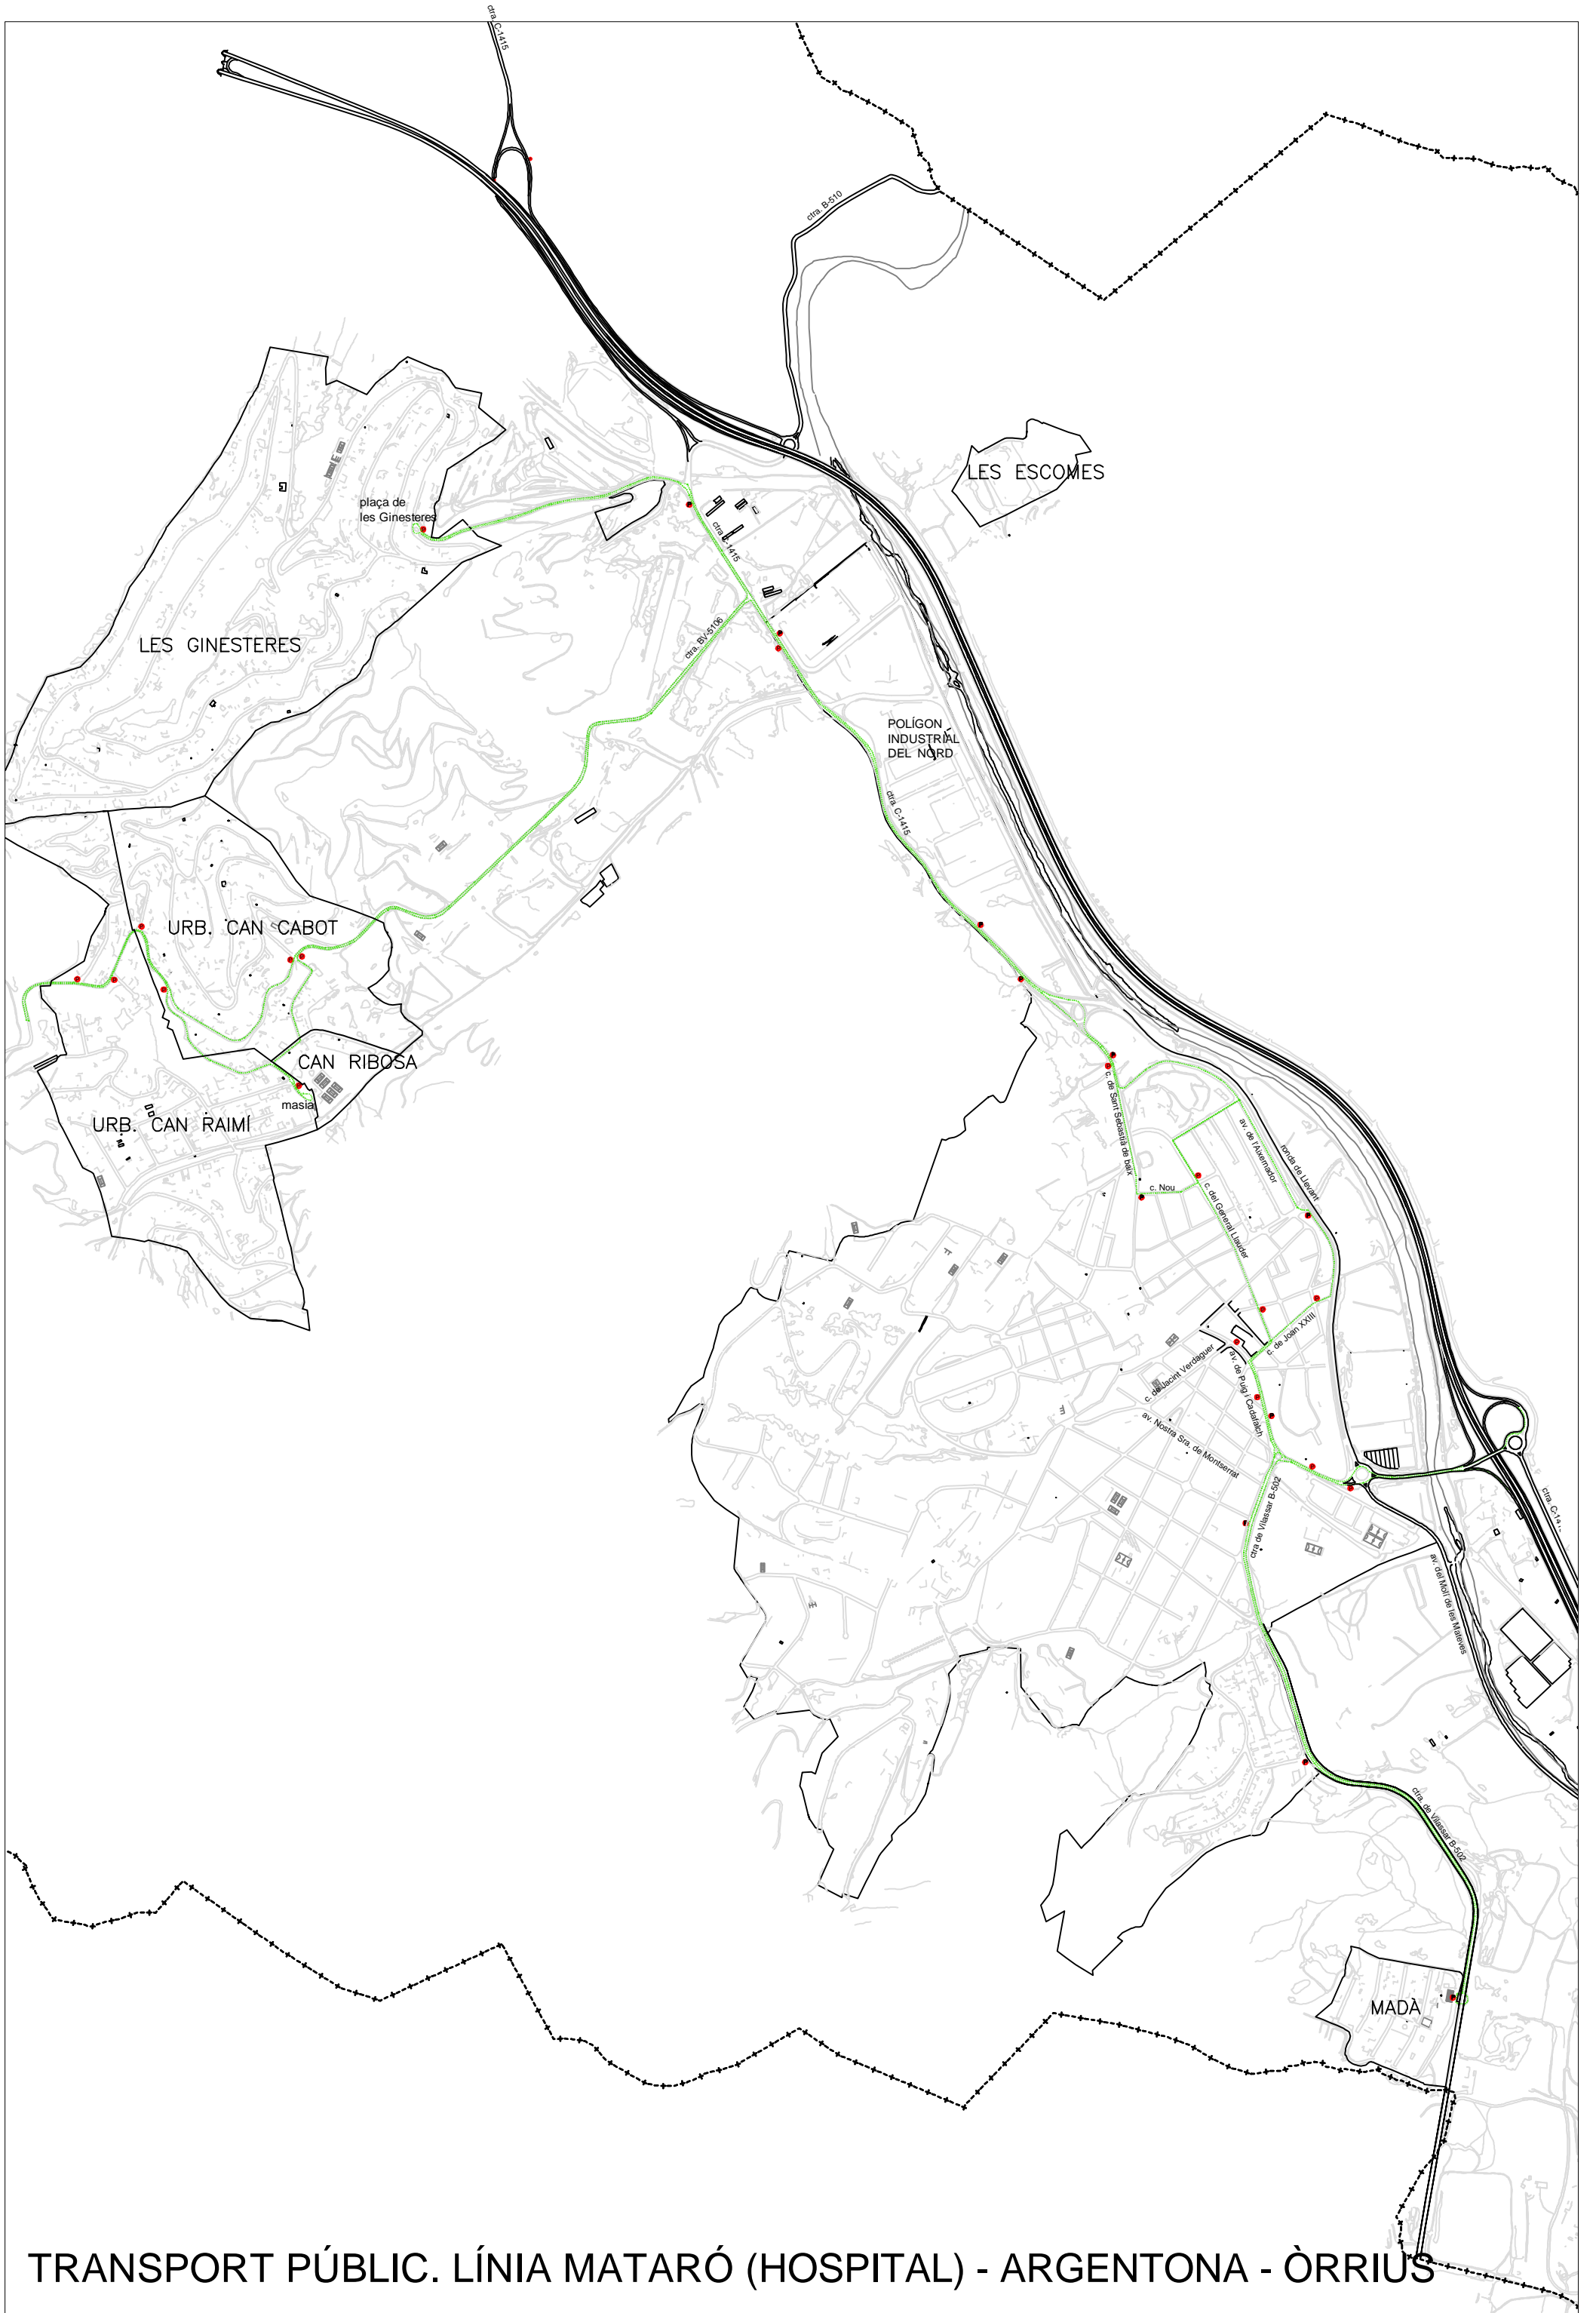 ctra. C-1415
ctra. B-510
LES ESCOMES
plaça de
les Ginesteres
ctra. C-1415
LES GINESTERES
ctra. BV-5106
POLÍGON
INDUSTRIAL
DEL NORD
ctra. C-1415
URB. CAN CABOT
CAN RIBOSA
masia
URB. CAN RAIMÍ
c. de Sant Sebastià de baix
av. de l'Aixernador
ronda de Llevant
c. Nou
c. del General Llauder
c. de Joan XXIII
c. de Jacint Verdaguer
av. de Puig i Cadafalch
av. Nostra Sra. de Montserrat
ctra de Vilassar B-502
av. del Molí de les Mateves
ctra. de Vilassar B-502
MADÀ
TRANSPORT PÚBLIC. LÍNIA MATARÓ (HOSPITAL) - ARGENTONA - ÒRRIUS